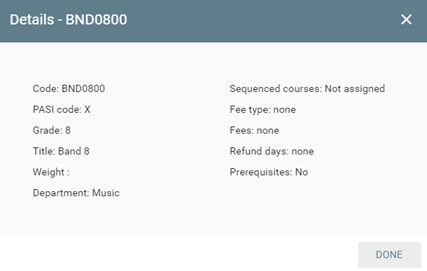 Details - BND0800
Code: BND0800
PASI code: X
Grade: 8
Title: Band 8
Weight :
Department: Music
Sequenced courses: Not assigned
Fee type: none
Fees: none
Refund days: none
Prerequisites: No
DONE